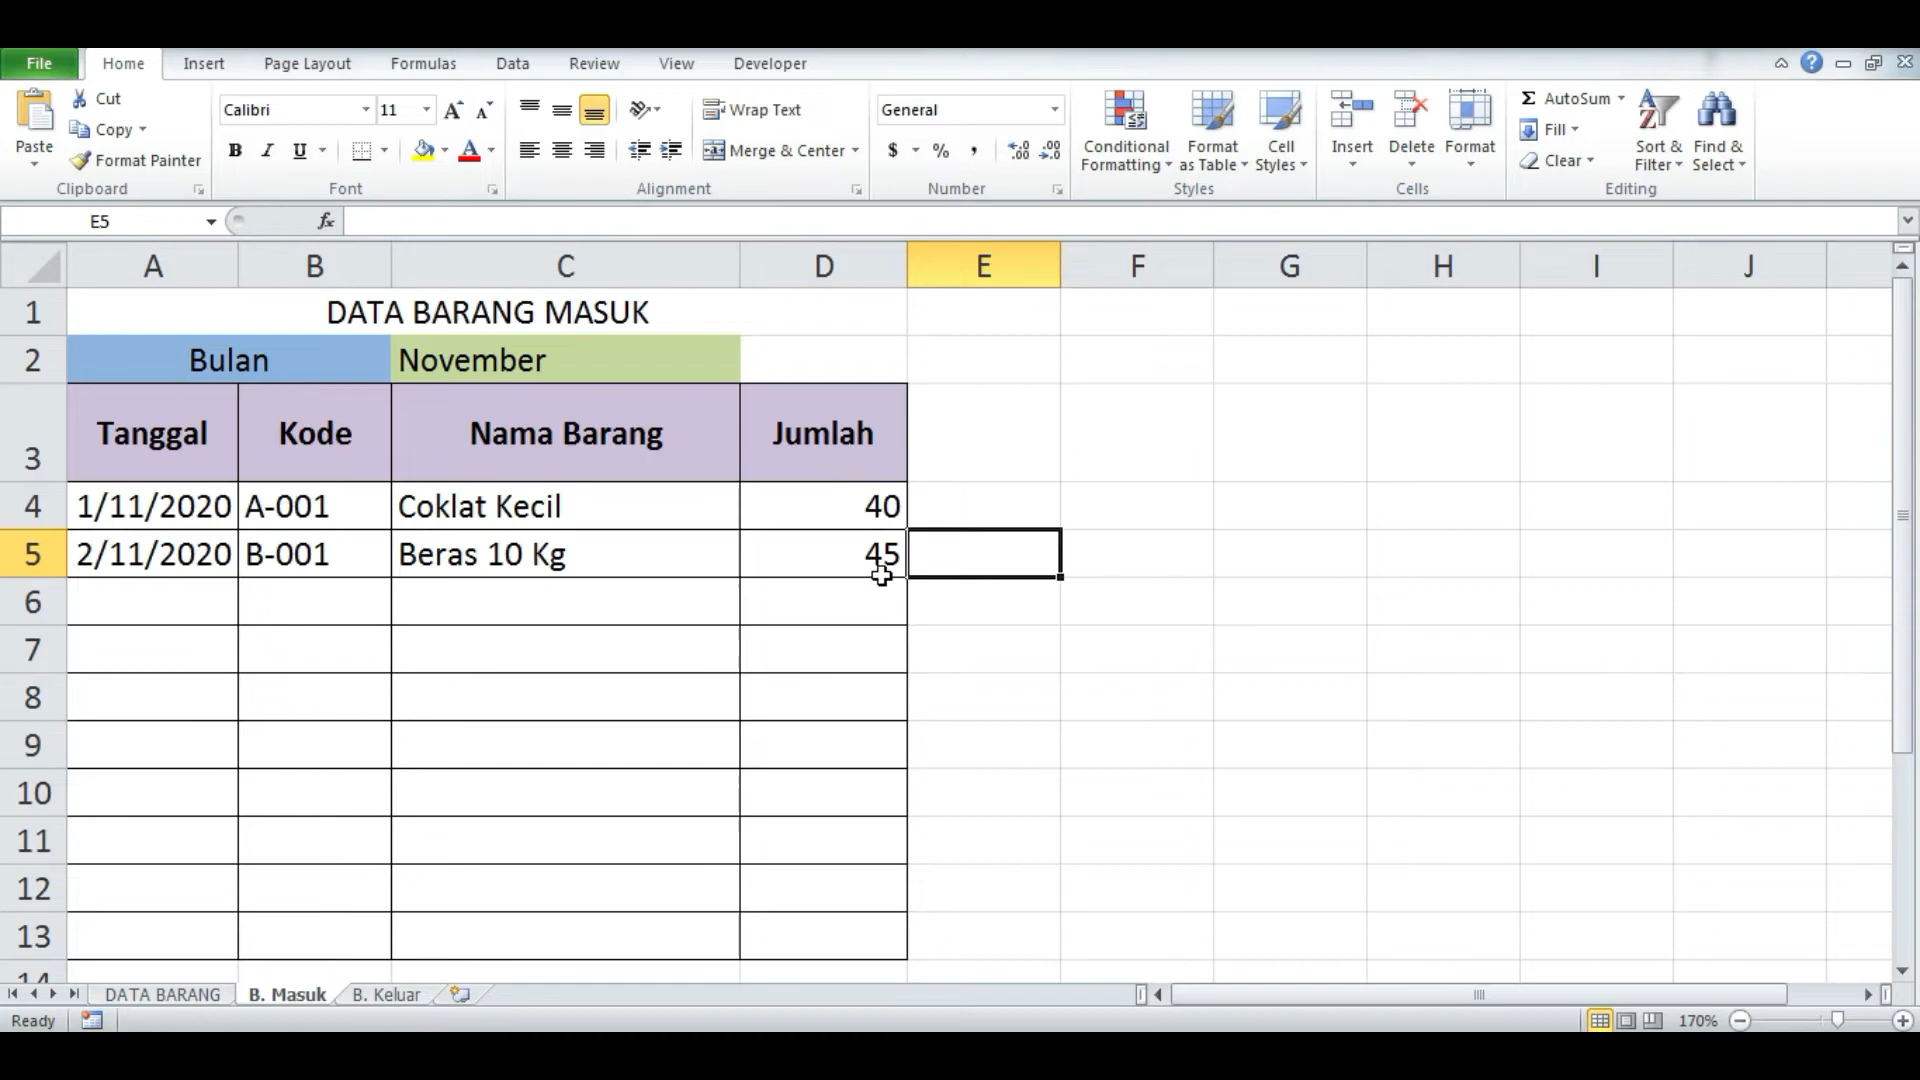 File Home Insert Page Layout Formulas Data Review View Developer
Cut
Copy
Format Painter
Paste
Clipboard
Calibri 11
B I U
Font
Wrap Text
Merge & Center
Alignment
General
$ % ,
Number
Conditional Formatting
Format as Table
Cell Styles
Styles
Insert Delete Format
Cells
Σ AutoSum
Fill
Clear
Sort & Filter
Find & Select
Editing
E5 fx
A B C D E F G H I J
1 DATA BARANG MASUK
2 Bulan November
3 Tanggal Kode Nama Barang Jumlah
4 1/11/2020 A-001 Coklat Kecil 40
5 2/11/2020 B-001 Beras 10 Kg 45
6
7
8
9
10
11
12
13
14
DATA BARANG B. Masuk B. Keluar
Ready 170%